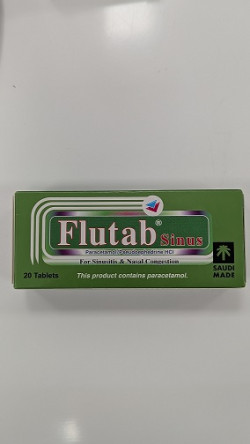 Flutab® Sinus
Paracetamol, Pseudoephedrine HCl
For Sinusitis & Nasal Congestion
20 Tablets
This product contains paracetamol.
SAUDI
MADE